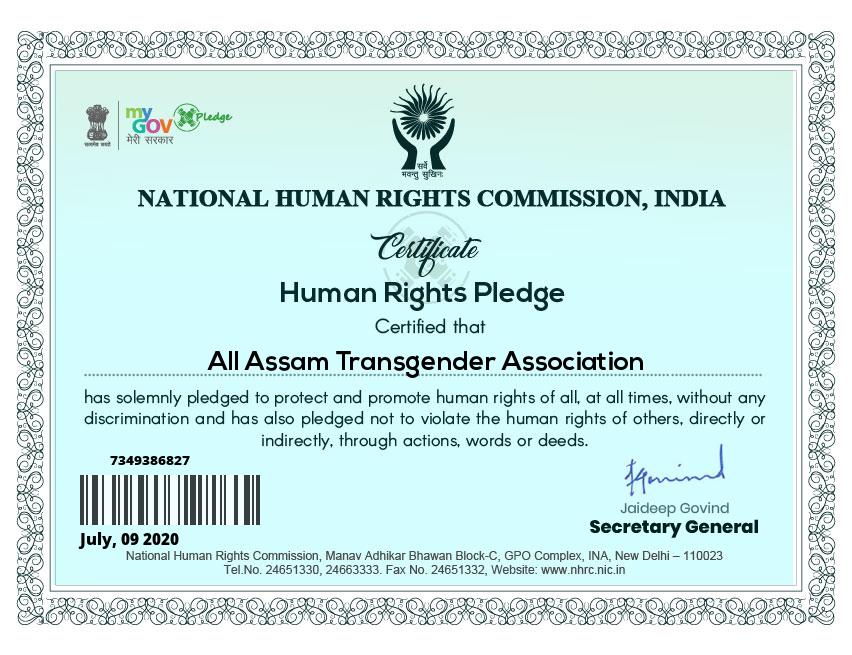 my
GOV Pledge
मेरी सरकार
सत्यमेव जयते
सर्वे
भवन्तु सुखिनः
NATIONAL HUMAN RIGHTS COMMISSION, INDIA
Certificate
Human Rights Pledge
Certified that
All Assam Transgender Association
has solemnly pledged to protect and promote human rights of all, at all times, without any
discrimination and has also pledged not to violate the human rights of others, directly or
indirectly, through actions, words or deeds.
7349386827
July, 09 2020
Jaideep Govind
Secretary General
National Human Rights Commission, Manav Adhikar Bhawan Block-C, GPO Complex, INA, New Delhi – 110023
Tel.No. 24651330, 24663333. Fax No. 24651332, Website: www.nhrc.nic.in